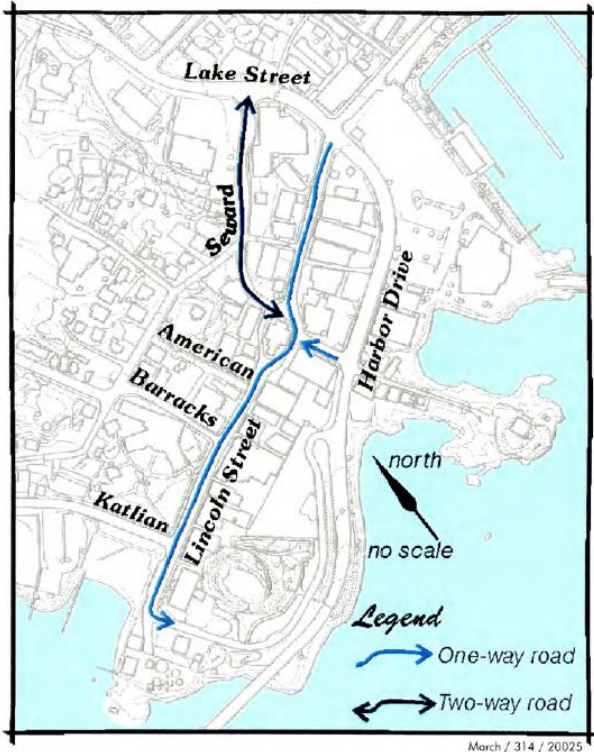 Lake Street
Seward
American
Harbor Drive
Barracks
Lincoln Street
Katlian
north
no scale
Legend
One-way road
Two-way road
March / 314 / 20025